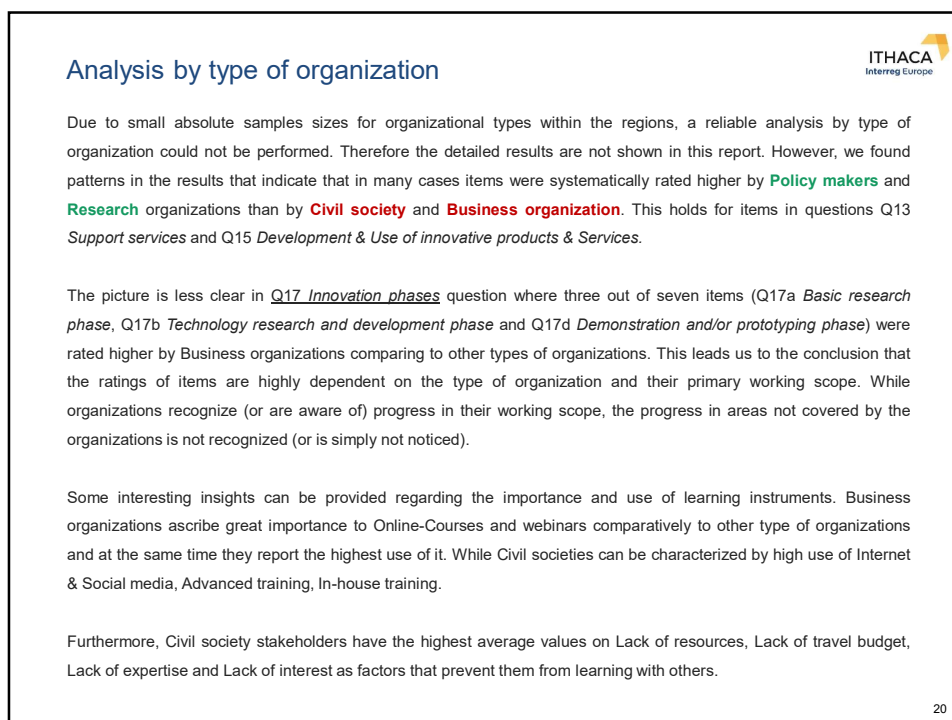 ITHACA
Interreg Europe
Analysis by type of organization
Due to small absolute samples sizes for organizational types within the regions, a reliable analysis by type of
organization could not be performed. Therefore the detailed results are not shown in this report. However, we found
patterns in the results that indicate that in many cases items were systematically rated higher by Policy makers and
Research organizations than by Civil society and Business organization. This holds for items in questions Q13
Support services and Q15 Development & Use of innovative products & Services.
The picture is less clear in Q17 Innovation phases question where three out of seven items (Q17a Basic research
phase, Q17b Technology research and development phase and Q17d Demonstration and/or prototyping phase) were
rated higher by Business organizations comparing to other types of organizations. This leads us to the conclusion that
the ratings of items are highly dependent on the type of organization and their primary working scope. While
organizations recognize (or are aware of) progress in their working scope, the progress in areas not covered by the
organizations is not recognized (or is simply not noticed).
Some interesting insights can be provided regarding the importance and use of learning instruments. Business
organizations ascribe great importance to Online-Courses and webinars comparatively to other type of organizations
and at the same time they report the highest use of it. While Civil societies can be characterized by high use of Internet
& Social media, Advanced training, In-house training.
Furthermore, Civil society stakeholders have the highest average values on Lack of resources, Lack of travel budget,
Lack of expertise and Lack of interest as factors that prevent them from learning with others.
20